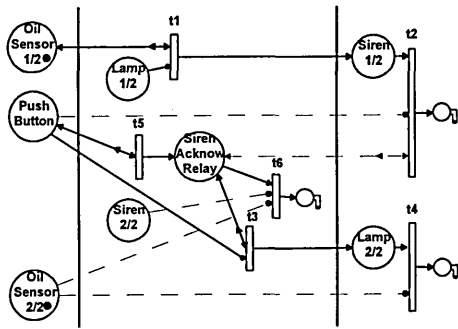 t1
t2
Oil
Sensor
1/2
Siren
1/2
Lamp
1/2
Push
Button
t5
Siren
Acknow
Relay
t6
Siren
2/2
t3
Lamp
2/2
t4
Oil
Sensor
2/2